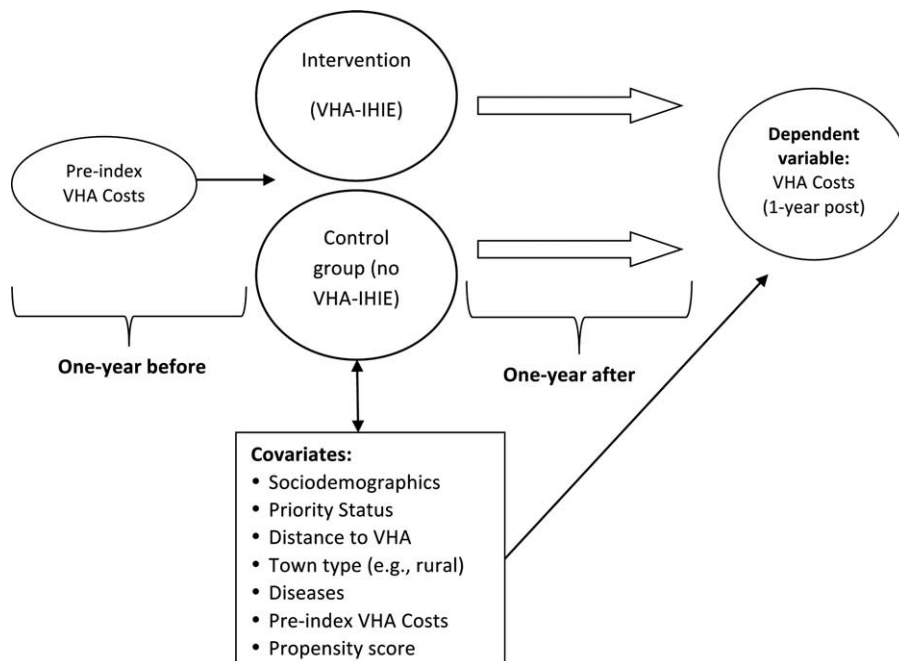 Intervention
(VHA-IHIE)
Pre-index
VHA Costs
Dependent
variable:
VHA Costs
(1-year post)
Control
group (no
VHA-IHIE)
One-year before
One-year after
Covariates:
• Sociodemographics
• Priority Status
• Distance to VHA
• Town type (e.g., rural)
• Diseases
• Pre-index VHA Costs
• Propensity score